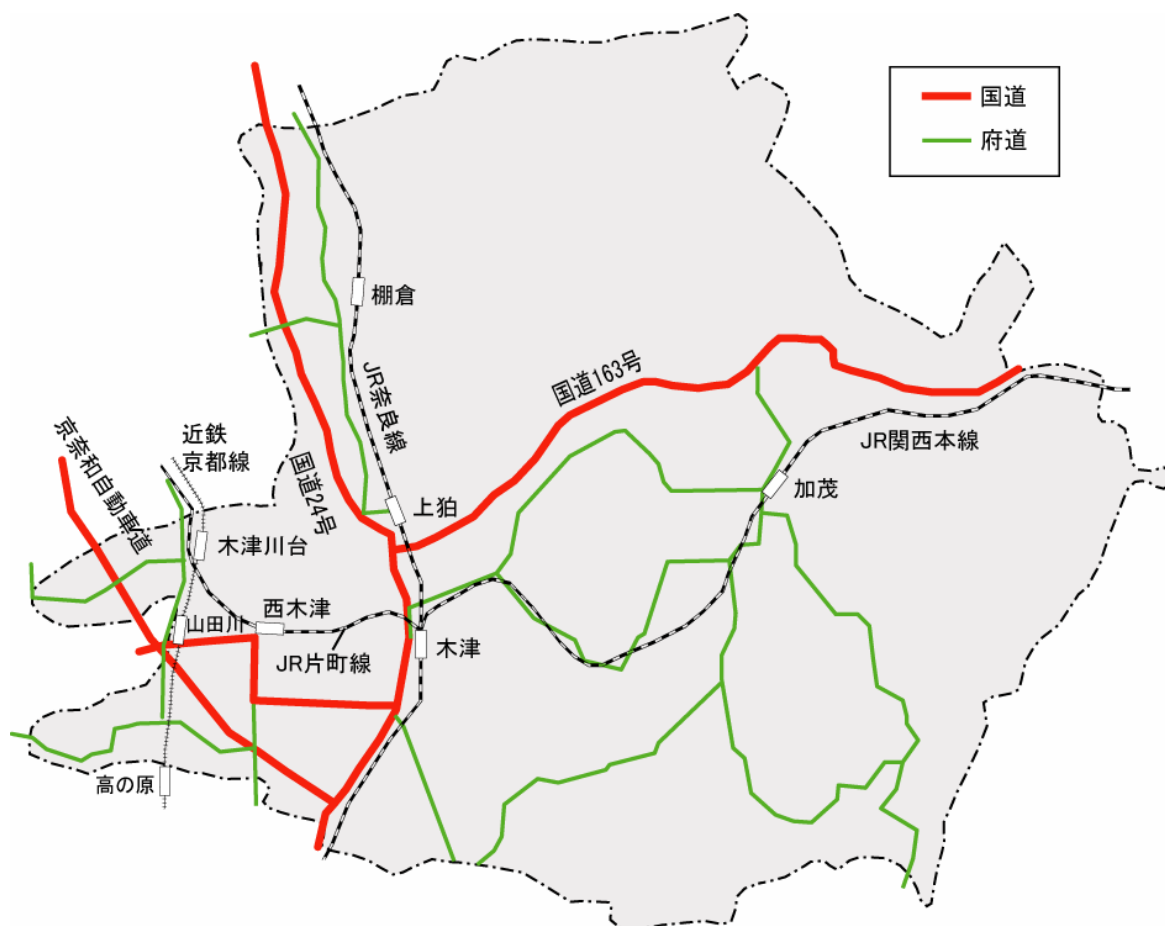 国道
府道
棚倉
国道163号
JR奈良線
JR関西本線
近鉄
京都線
京奈和自動車道
国道24号
加茂
上狛
木津川台
西木津
山田川
木津
JR片町線
高の原